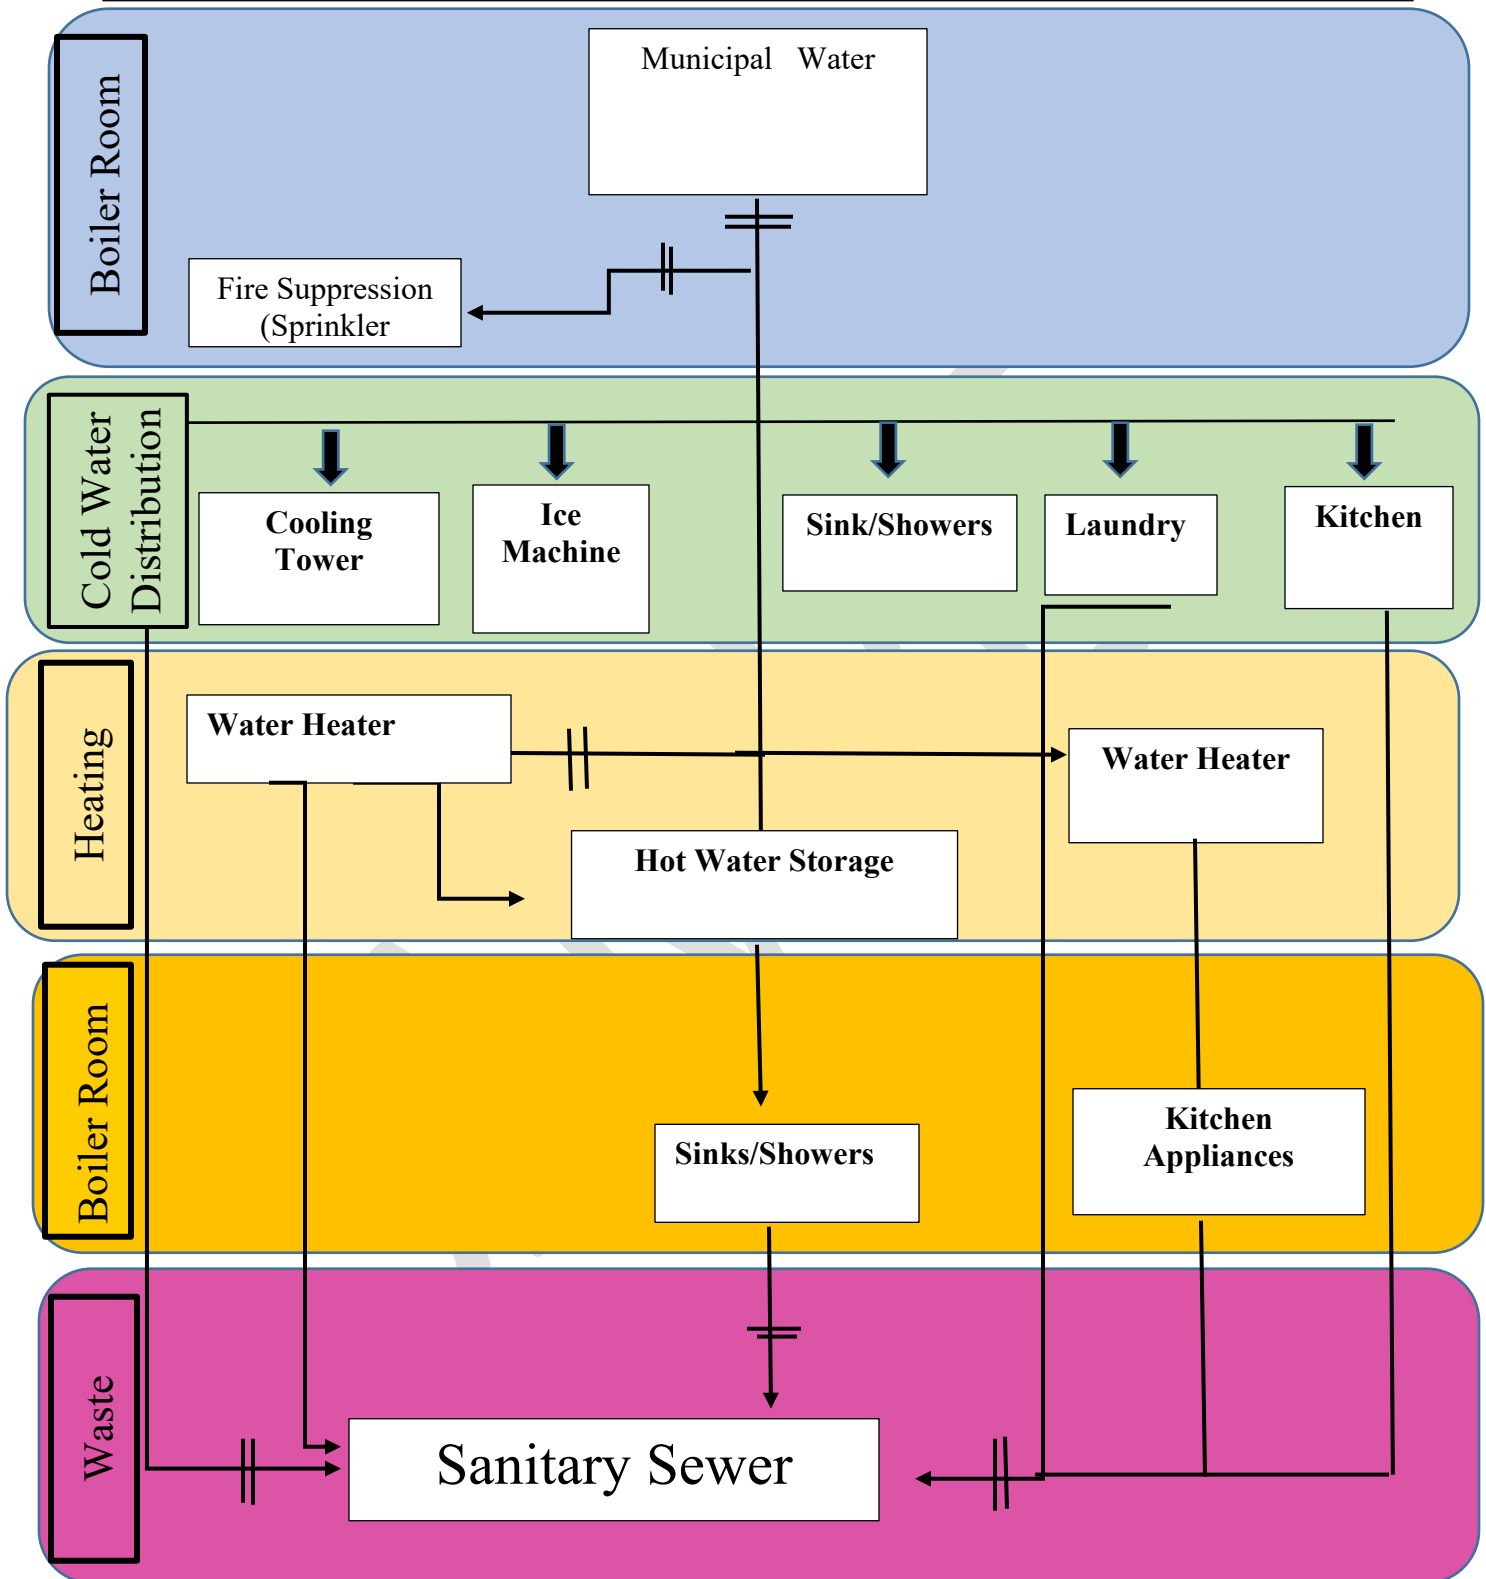 Boiler Room
Municipal Water
Fire Suppression
(Sprinkler
Cold Water
Distribution
Cooling
Tower
Ice
Machine
Sink/Showers
Laundry
Kitchen
Heating
Water Heater
Water Heater
Hot Water Storage
Boiler Room
Sinks/Showers
Kitchen
Appliances
Waste
Sanitary Sewer